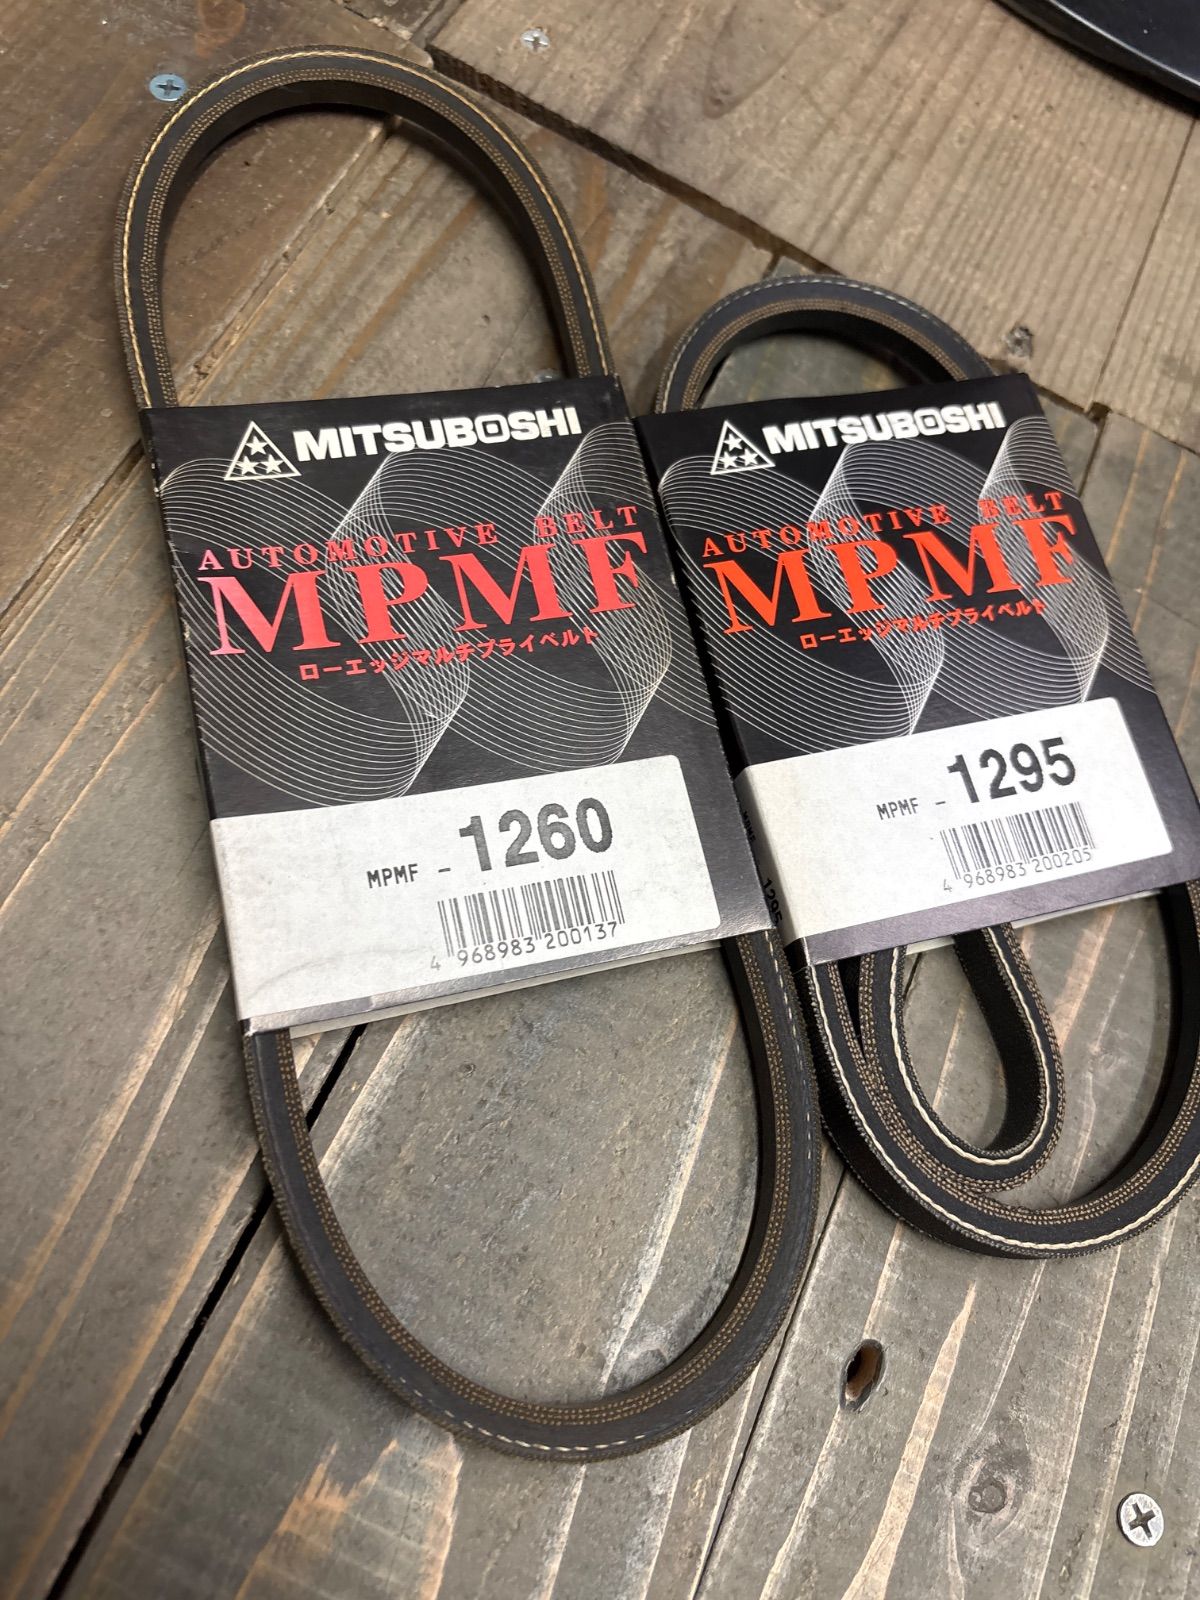 MITSUBOSHI
AUTOMOTIVE BELT
MPMF
ローエッジマルチプライベルト
MPMF - 1260
4 968983 200137
MITSUBOSHI
AUTOMOTIVE BELT
MPMF
ローエッジマルチプライベルト
MPMF - 1295
4 968983 200205
1295